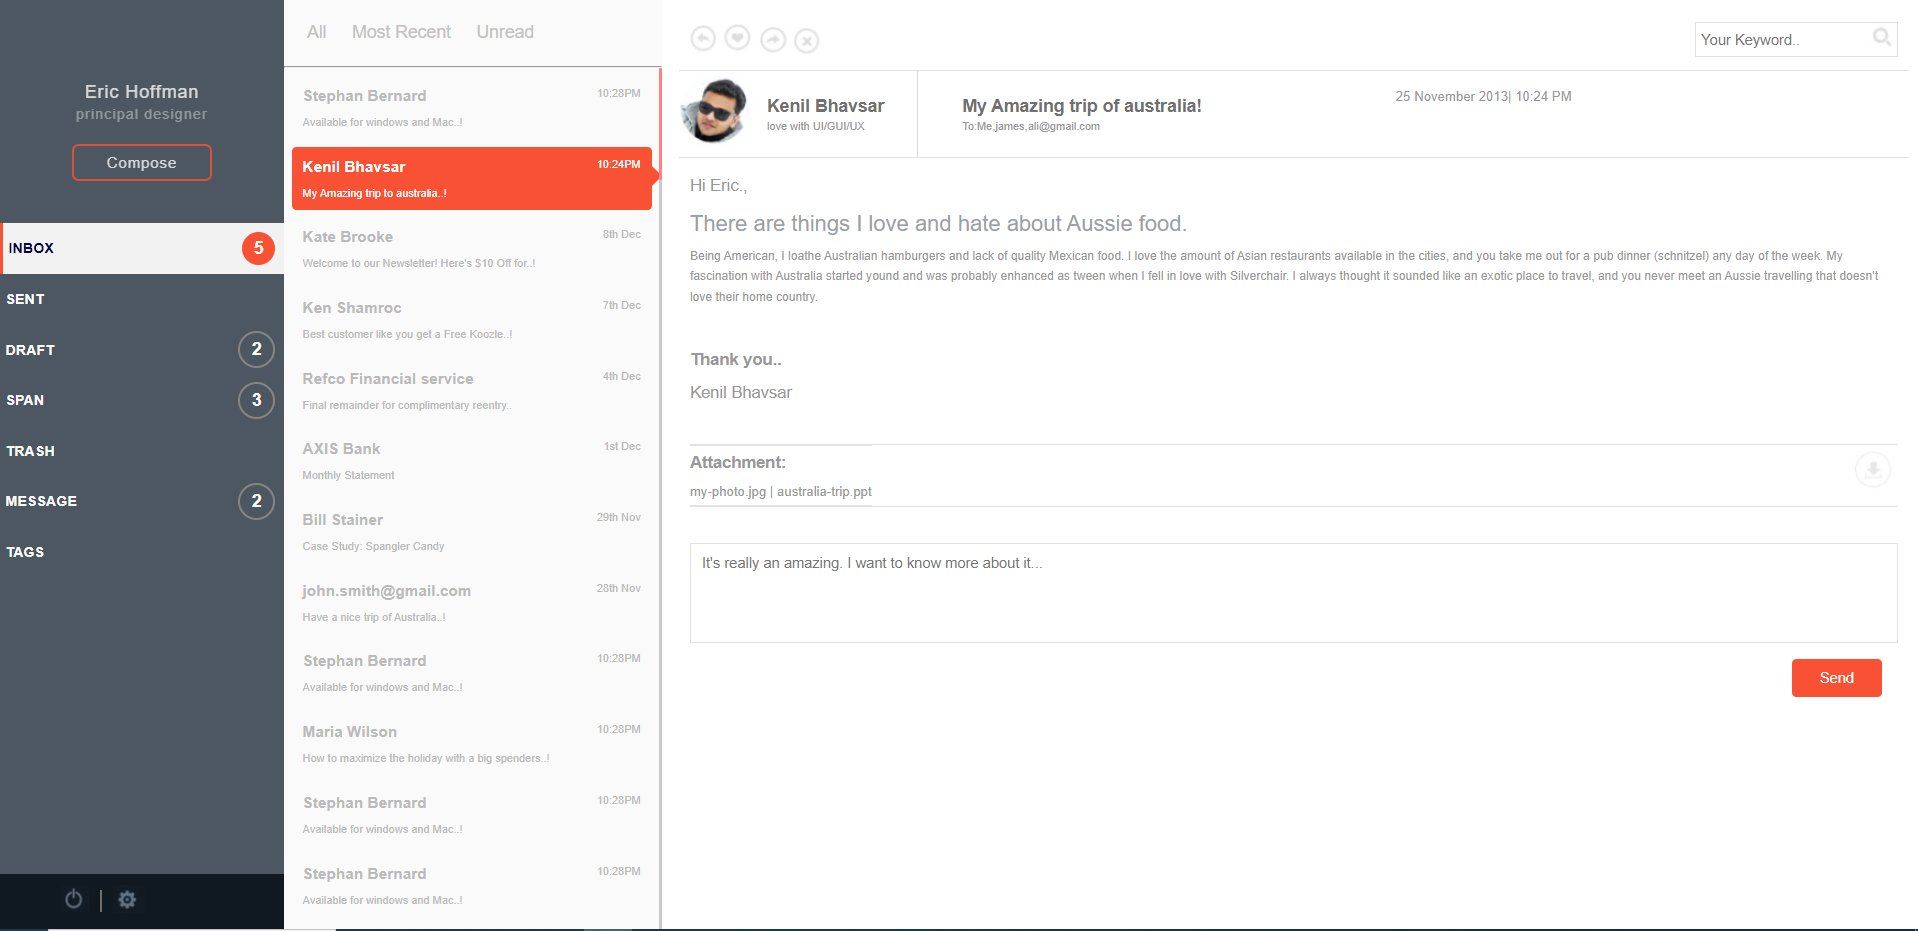 Eric Hoffman
principal designer
Compose
INBOX
5
SENT
DRAFT
2
SPAN
3
TRASH
MESSAGE
2
TAGS
All
Most Recent
Unread
Stephan Bernard
10:28PM
Available for windows and Mac..!
Kenil Bhavsar
10:24PM
My Amazing trip to australia..!
Kate Brooke
8th Dec
Welcome to our Newsletter! Here's $10 Off for..!
Ken Shamroc
7th Dec
Best customer like you get a Free Koozle..!
Refco Financial service
4th Dec
Final remainder for complimentary reentry..
AXIS Bank
1st Dec
Monthly Statement
Bill Stainer
29th Nov
Case Study: Spangler Candy
john.smith@gmail.com
28th Nov
Have a nice trip of Australia..!
Stephan Bernard
10:28PM
Available for windows and Mac..!
Maria Wilson
10:28PM
How to maximize the holiday with a big spenders..!
Stephan Bernard
10:28PM
Available for windows and Mac..!
Stephan Bernard
10:28PM
Available for windows and Mac..!
Your Keyword..
Kenil Bhavsar
love with UI/GUI/UX
My Amazing trip of australia!
To:Me,james,ali@gmail.com
25 November 2013| 10:24 PM
Hi Eric.,
There are things I love and hate about Aussie food.
Being American, I loathe Australian hamburgers and lack of quality Mexican food. I love the amount of Asian restaurants available in the cities, and you take me out for a pub dinner (schnitzel) any day of the week. My
fascination with Australia started yound and was probably enhanced as tween when I fell in love with Silverchair. I always thought it sounded like an exotic place to travel, and you never meet an Aussie travelling that doesn't
love their home country.
Thank you..
Kenil Bhavsar
Attachment:
my-photo.jpg | australia-trip.ppt
It's really an amazing. I want to know more about it...
Send